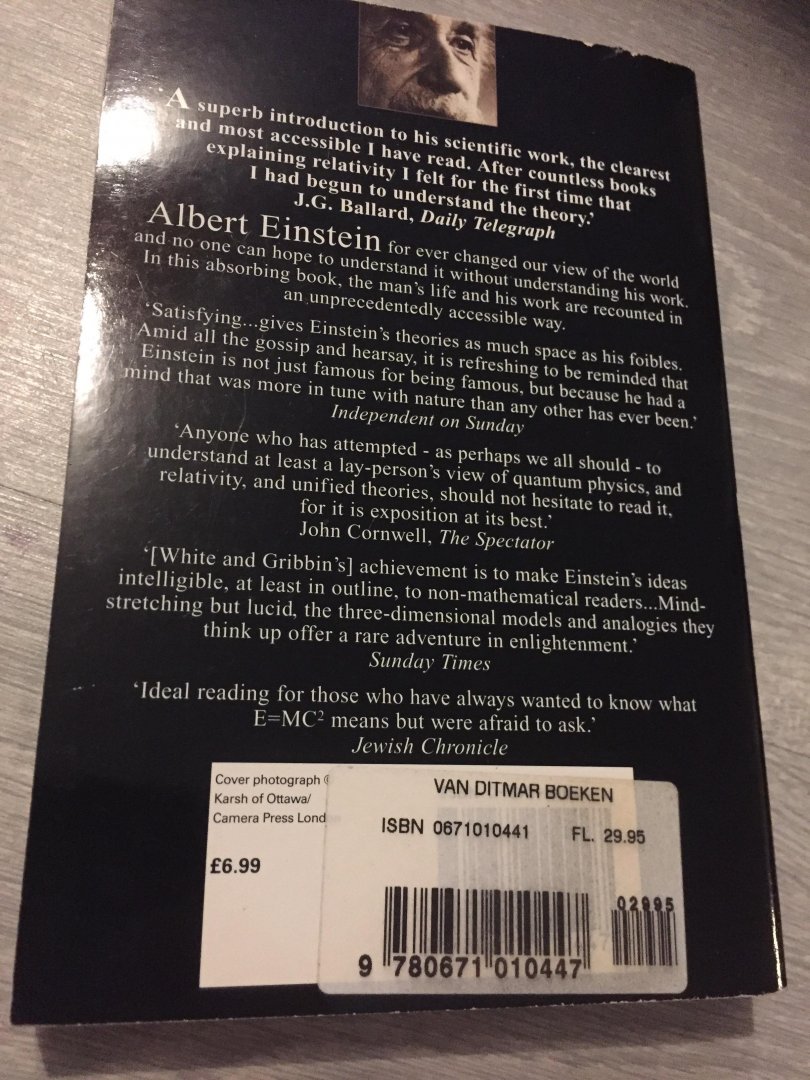 ‘A superb introduction to his scientific work, the clearest
and most accessible I have read. After countless books
explaining relativity I felt for the first time that
I had begun to understand the theory.’
J.G. Ballard, Daily Telegraph
Albert Einstein for ever changed our view of the world
and no one can hope to understand it without understanding his work.
In this absorbing book, the man’s life and his work are recounted in
an unprecedentedly accessible way.
‘Satisfying...gives Einstein’s theories as much space as his foibles.
Amid all the gossip and hearsay, it is refreshing to be reminded that
Einstein is not just famous for being famous, but because he had a
mind that was more in tune with nature than any other has ever been.’
Independent on Sunday
‘Anyone who has attempted - as perhaps we all should - to
understand at least a lay-person’s view of quantum physics, and
relativity, and unified theories, should not hesitate to read it,
for it is exposition at its best.’
John Cornwell, The Spectator
‘[White and Gribbin’s] achievement is to make Einstein’s ideas
intelligible, at least in outline, to non-mathematical readers...Mind-
stretching but lucid, the three-dimensional models and analogies they
think up offer a rare adventure in enlightenment.’
Sunday Times
‘Ideal reading for those who have always wanted to know what
E=MC² means but were afraid to ask.’
Jewish Chronicle
Cover photograph ©
Karsh of Ottawa/
Camera Press Lond
£6.99
VAN DITMAR BOEKEN
ISBN 0671010441 FL. 29.95
02995
9 780671 010447